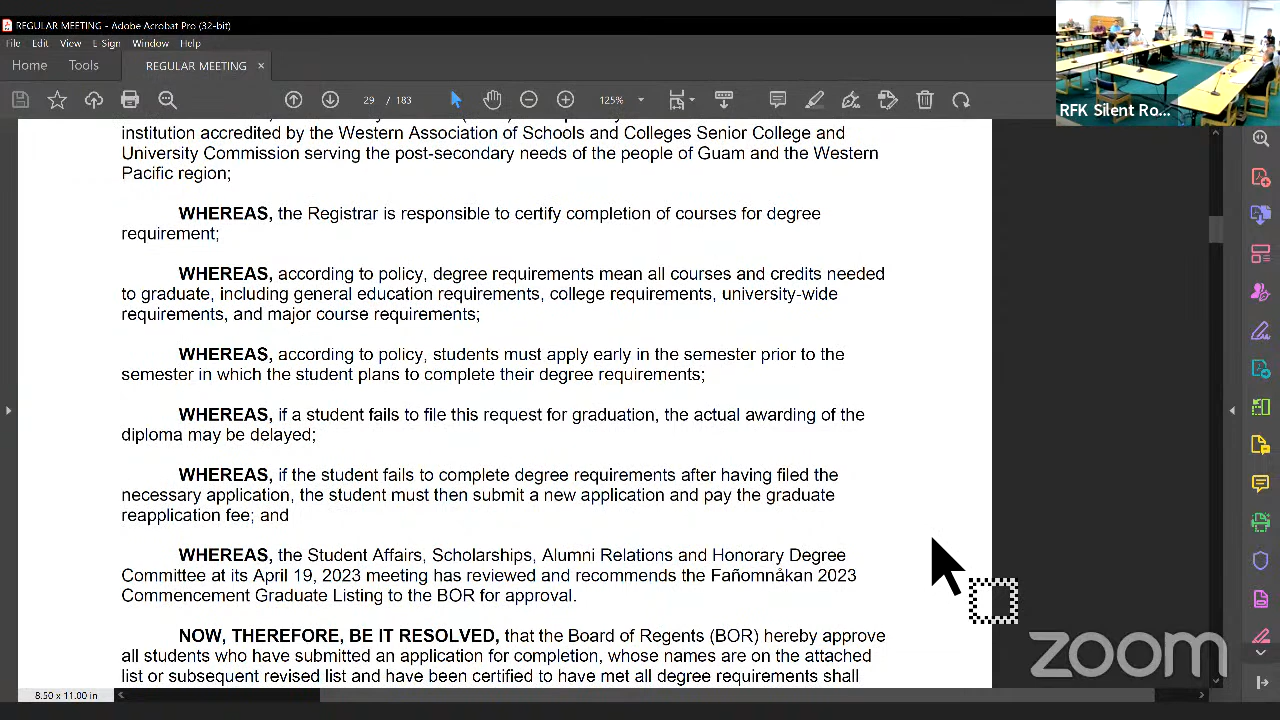 REGULAR MEETING - Adobe Acrobat Pro (32-bit)
File Edit View E-Sign Window Help
Home Tools REGULAR MEETING ×
29 / 183 125%
RFK Silent Ro...
institution accredited by the Western Association of Schools and Colleges Senior College and
University Commission serving the post-secondary needs of the people of Guam and the Western
Pacific region;
WHEREAS, the Registrar is responsible to certify completion of courses for degree
requirement;
WHEREAS, according to policy, degree requirements mean all courses and credits needed
to graduate, including general education requirements, college requirements, university-wide
requirements, and major course requirements;
WHEREAS, according to policy, students must apply early in the semester prior to the
semester in which the student plans to complete their degree requirements;
WHEREAS, if a student fails to file this request for graduation, the actual awarding of the
diploma may be delayed;
WHEREAS, if the student fails to complete degree requirements after having filed the
necessary application, the student must then submit a new application and pay the graduate
reapplication fee; and
WHEREAS, the Student Affairs, Scholarships, Alumni Relations and Honorary Degree
Committee at its April 19, 2023 meeting has reviewed and recommends the Fañomnåkan 2023
Commencement Graduate Listing to the BOR for approval.
NOW, THEREFORE, BE IT RESOLVED, that the Board of Regents (BOR) hereby approve
all students who have submitted an application for completion, whose names are on the attached
list or subsequent revised list and have been certified to have met all degree requirements shall
8.50 x 11.00 in
zoom